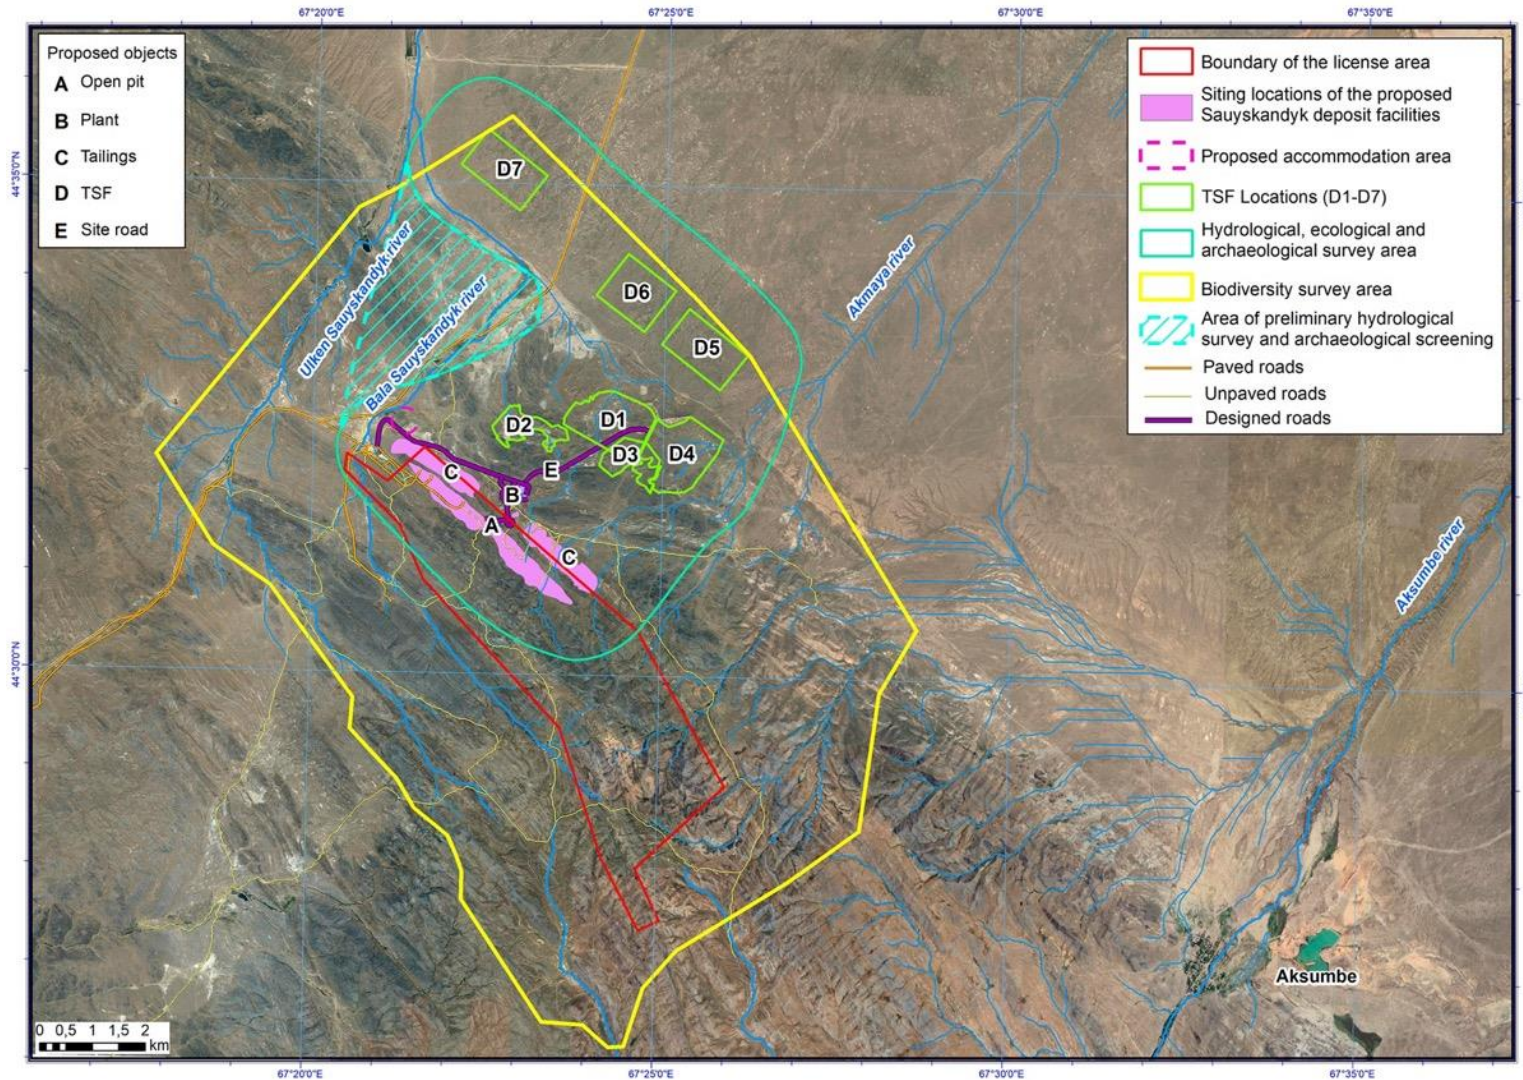 67°20'0"E
67°25'0"E
67°30'0"E
67°35'0"E
Proposed objects
A Open pit
B Plant
C Tailings
D TSF
E Site road
Boundary of the license area
Siting locations of the proposed
Sauyskandyk deposit facilities
Proposed accommodation area
TSF Locations (D1-D7)
Hydrological, ecological and
archaeological survey area
Biodiversity survey area
Area of preliminary hydrological
survey and archaeological screening
Paved roads
Unpaved roads
Designed roads
44°35'0"N
44°30'0"N
D7
Ulken Sauyskandyk river
Bala Sauyskandyk river
Akmaya river
D6
D5
D2
D1
D3
D4
C
E
B
A
C
Aksumbe river
Aksumbe
0 0,5 1 1,5 2
km
67°20'0"E
67°25'0"E
67°30'0"E
67°35'0"E